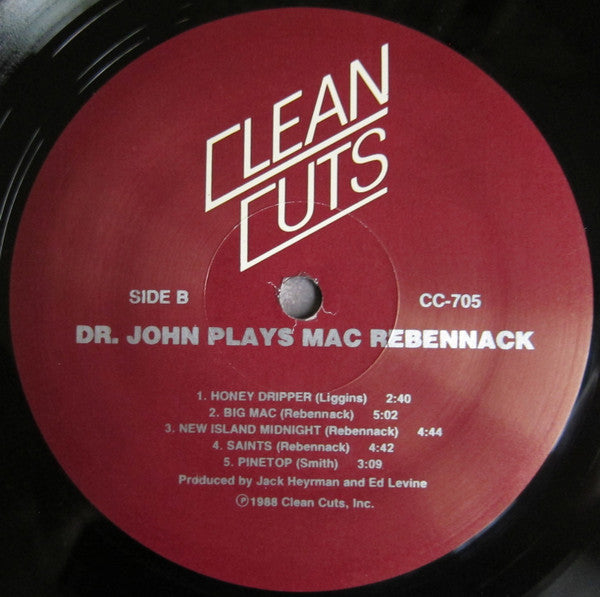 CLEAN
CUTS
SIDE B
CC-705
DR. JOHN PLAYS MAC REBENNACK
1. HONEY DRIPPER (Liggins) 2:40
2. BIG MAC (Rebennack) 5:02
3. NEW ISLAND MIDNIGHT (Rebennack) 4:44
4. SAINTS (Rebennack) 4:42
5. PINETOP (Smith) 3:09
Produced by Jack Heyrman and Ed Levine
℗1988 Clean Cuts, Inc.